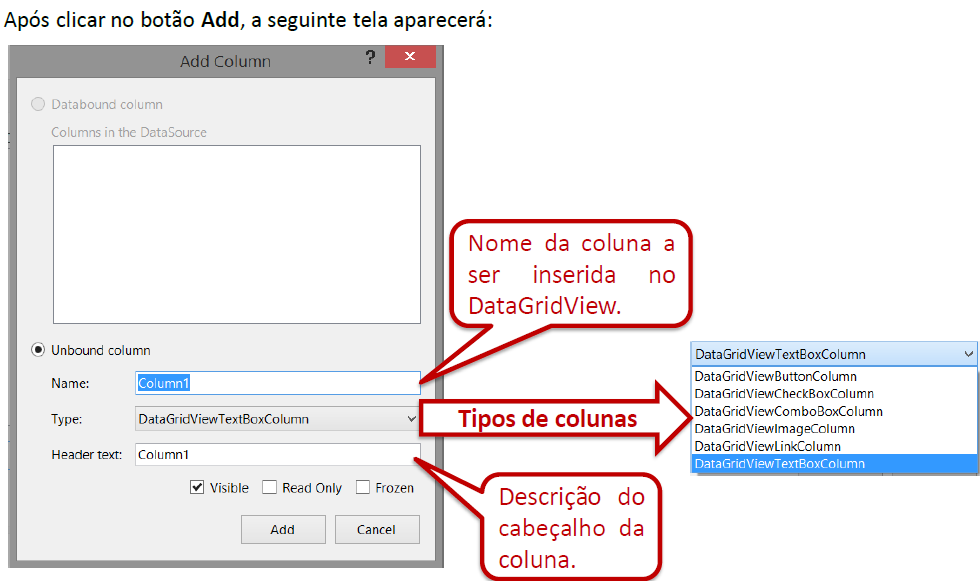 Após clicar no botão Add, a seguinte tela aparecerá:
Add Column
?
Databound column
Columns in the DataSource
Nome da coluna a
ser inserida no
DataGridView.
Unbound column
Name: Column1
Type: DataGridViewTextBoxColumn
Header text: Column1
Visible Read Only Frozen
Add Cancel
Tipos de colunas
DataGridViewTextBoxColumn
DataGridViewButtonColumn
DataGridViewCheckBoxColumn
DataGridViewComboBoxColumn
DataGridViewImageColumn
DataGridViewLinkColumn
DataGridViewTextBoxColumn
Descrição do
cabeçalho da
coluna.